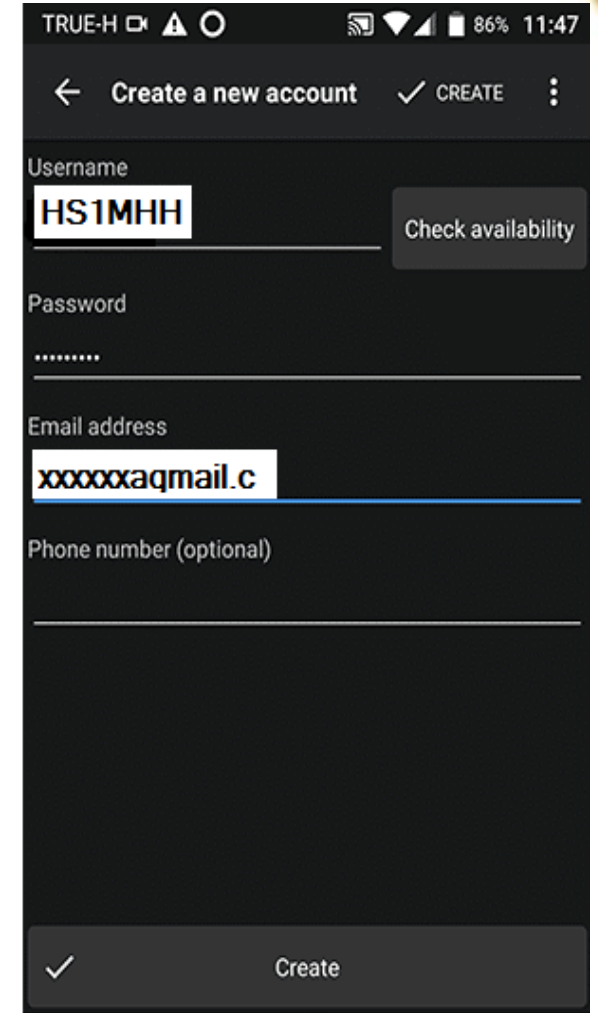 TRUE-H 86% 11:47
Create a new account CREATE
Username
HS1MHH
Check availability
Password
•••••••••
Email address
xxxxxxaqmail.c
Phone number (optional)
Create